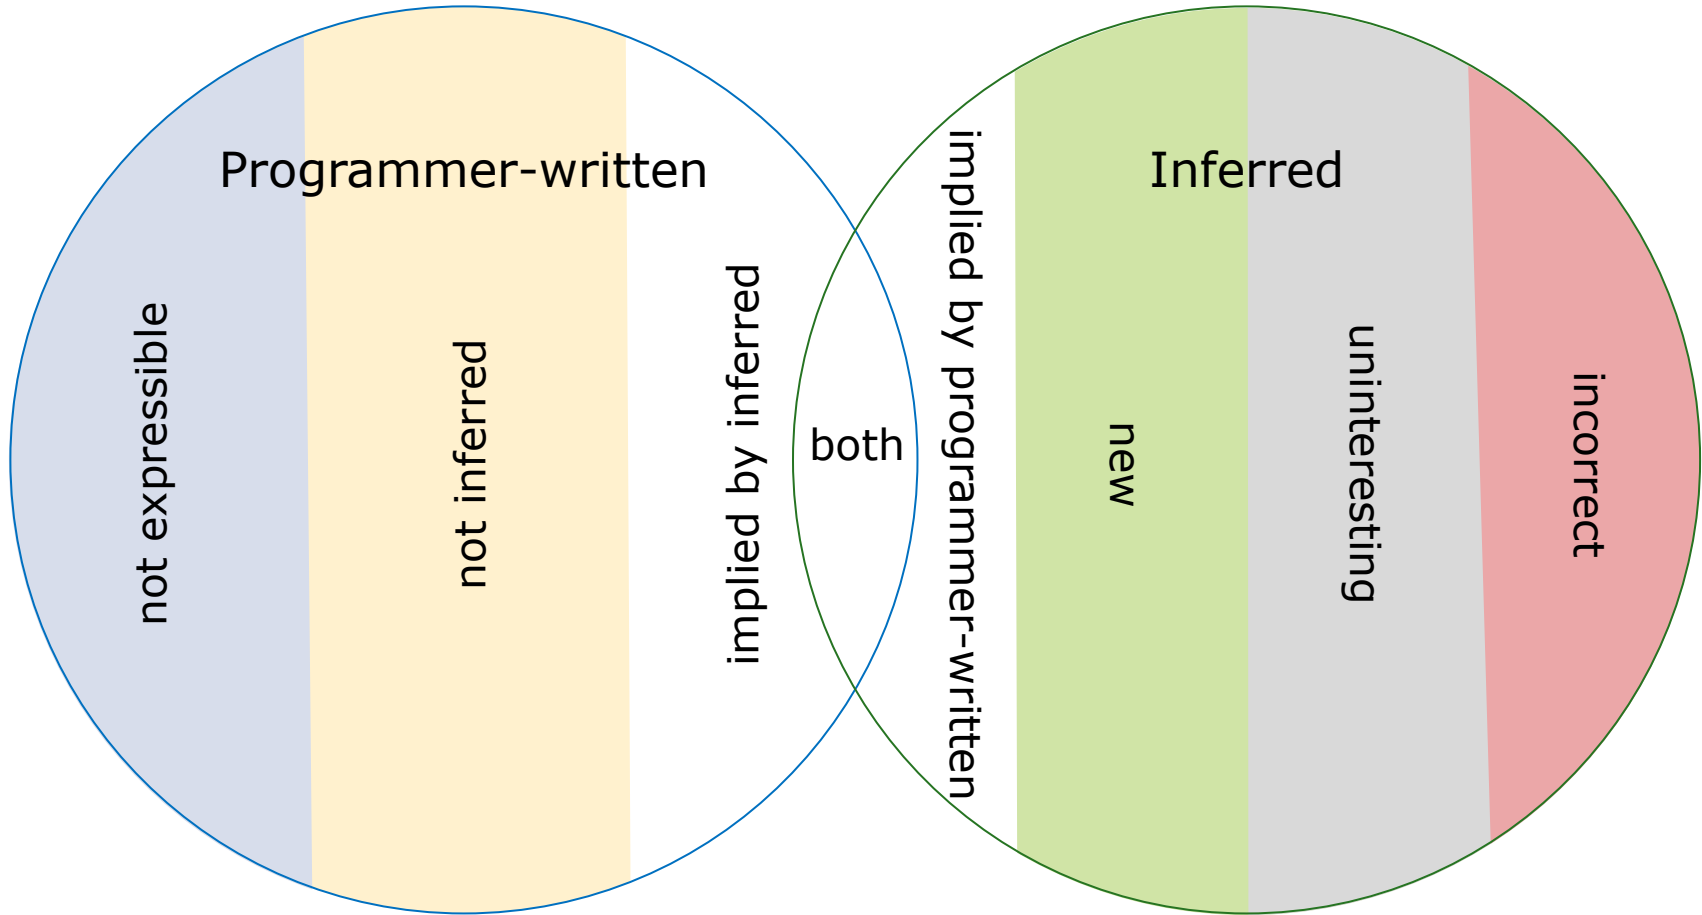 Programmer-written
Inferred
not expressible
not inferred
implied by inferred
both
implied by programmer-written
new
uninteresting
incorrect